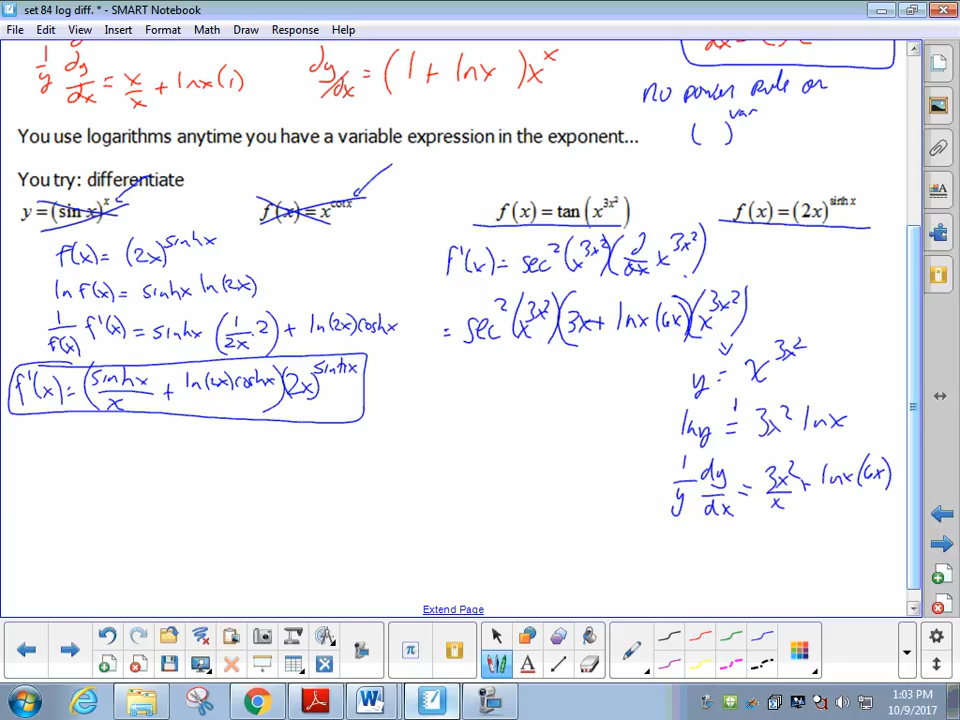 set 84 log diff. * - SMART Notebook
File Edit View Insert Format Math Draw Response Help
1/y dy/dx = x/x + lnx(1)
dy/dx = (1 + lnx)x^x
no power rule on
( )^var
You use logarithms anytime you have a variable expression in the exponent...
You try: differentiate
y = (sin x)^x
f(x) = x^cotx
f(x) = tan(x^3x²)
f(x) = (2x)^sinh x
f(x) = (2x)^sinhx
ln f(x) = sinhx ln(2x)
1/f(x) f'(x) = sinhx (1/2x · 2) + ln(2x)coshx
f'(x) = (sinhx/x + ln(2x)coshx)(2x)^sinhx
f'(x) = sec²(x^3x²)(d/dx x^3x²)
= sec²(x^3x²)(3x + lnx(6x))(x^3x²)
y = x^3x²
lny = 3x² lnx
1/y dy/dx = 3x²/x + lnx(6x)
Extend Page
π
A
W
1:03 PM
10/9/2017